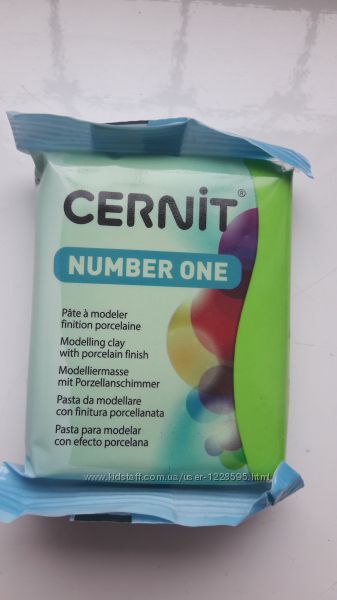 CERNiT®
NUMBER ONE
Pâte à modeler
finition porcelaine
Modelling clay
with porcelain finish
Modelliermasse
mit Porzellanschimmer
Pasta da modellare
con finitura porcellanata
Pasta para modelar
con efecto porcelana
www.kidstaff.com.ua/user-1228595.html